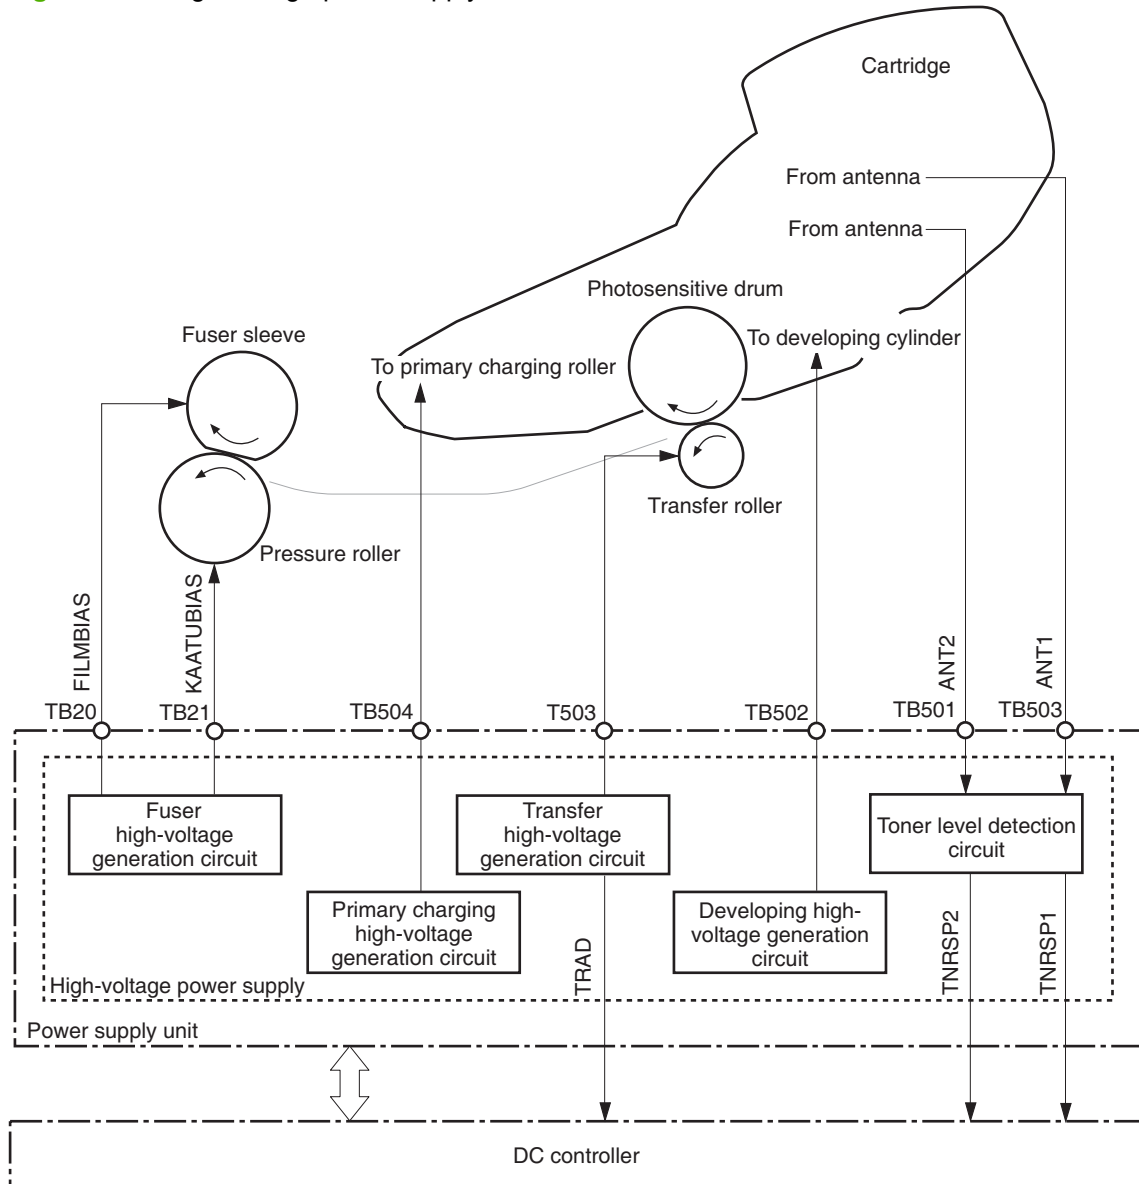 Cartridge
From antenna
From antenna
Photosensitive drum
Fuser sleeve
To developing cylinder
To primary charging roller
Transfer roller
Pressure roller
FILMBIAS
KAATUBIAS
ANT2
ANT1
TB20
TB21
TB504
T503
TB502
TB501
TB503
Fuser
high-voltage
generation circuit
Transfer
high-voltage
generation circuit
Toner level detection
circuit
Primary charging
high-voltage
generation circuit
Developing high-
voltage generation
circuit
TRAD
TNRSP2
TNRSP1
High-voltage power supply
Power supply unit
DC controller